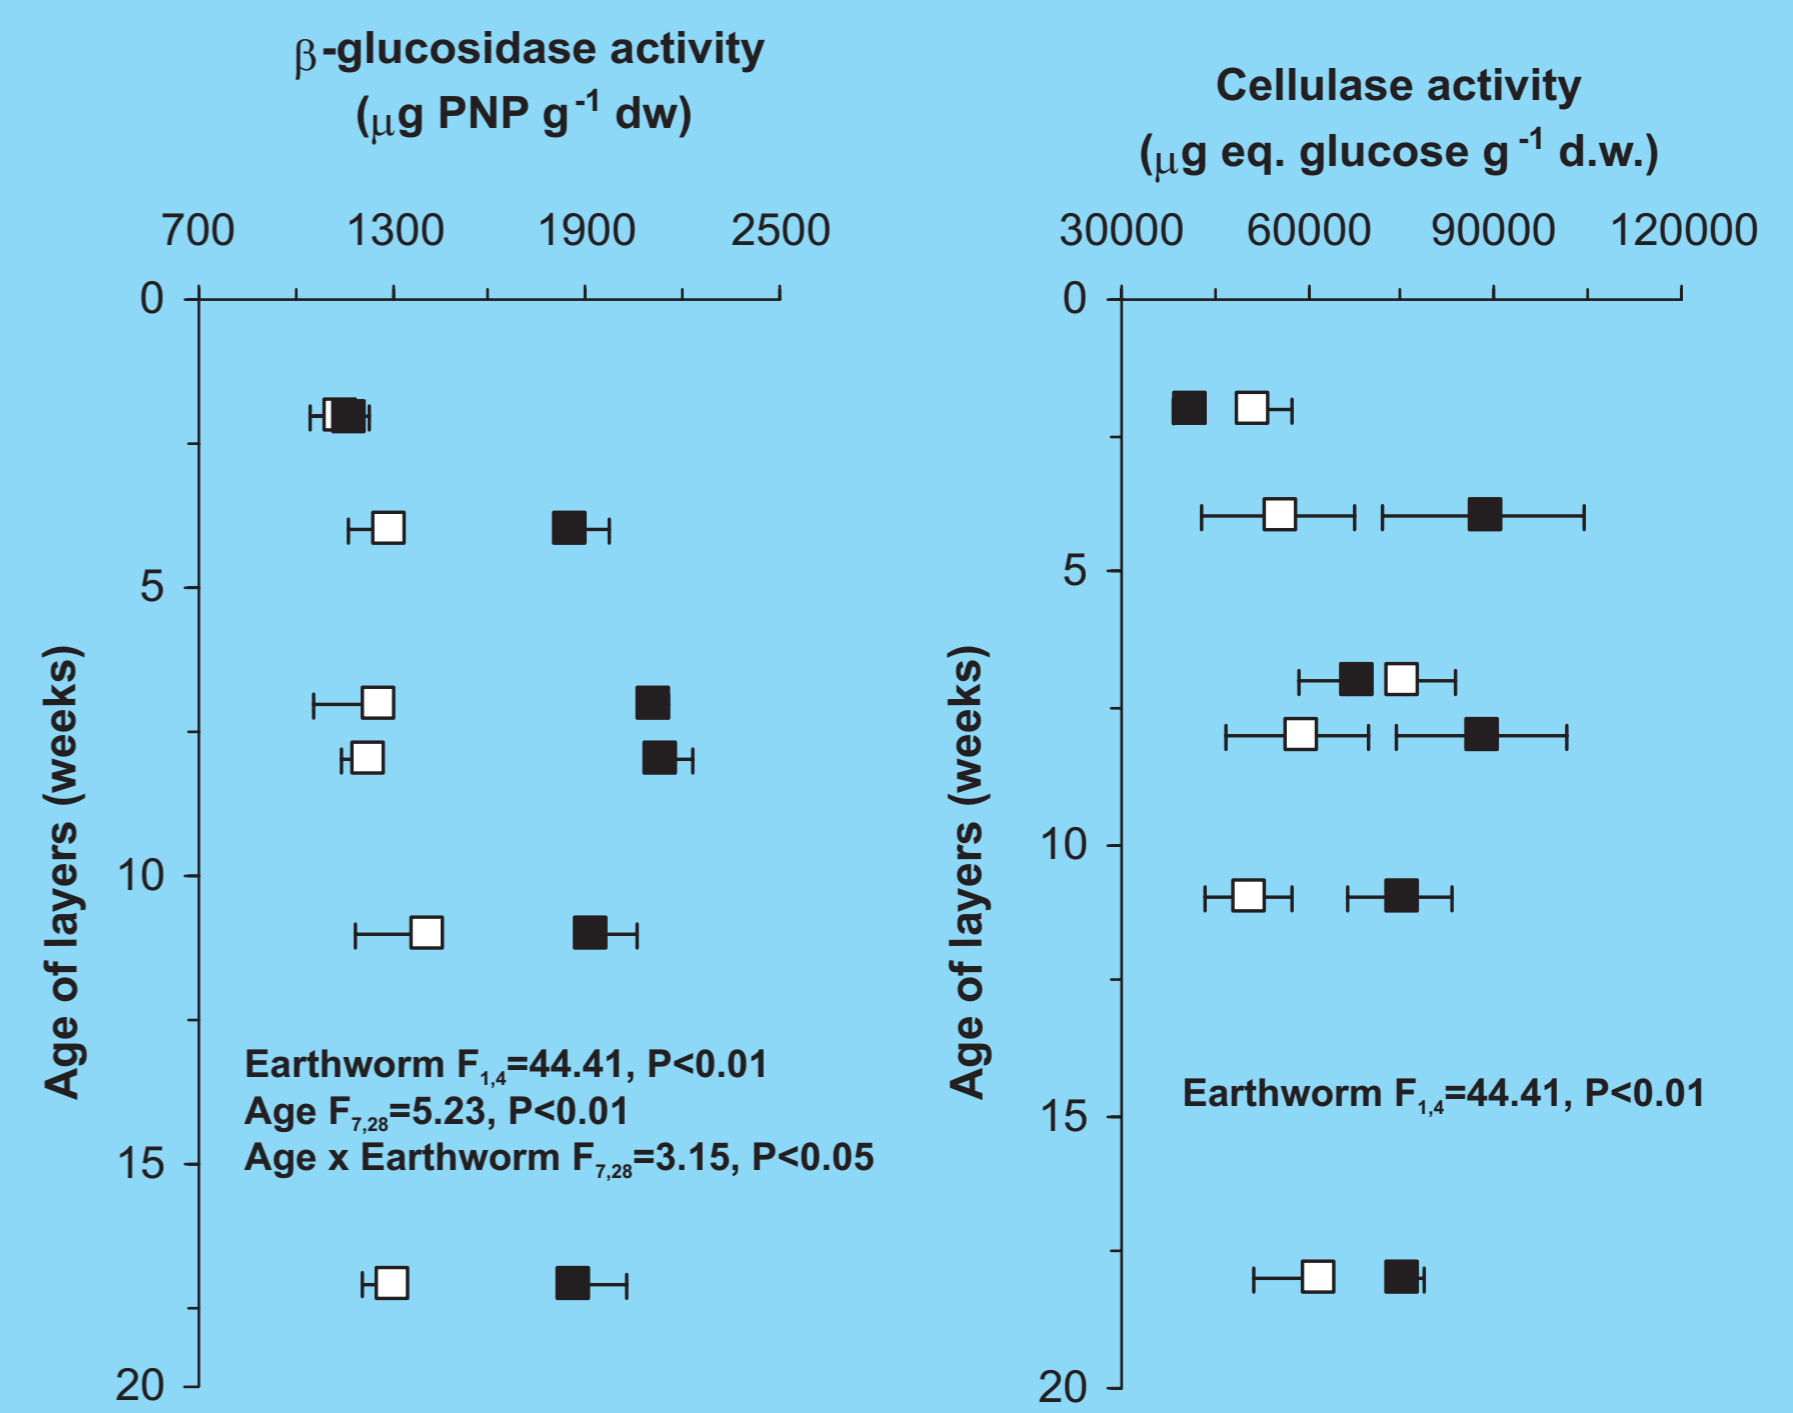 β-glucosidase activity
(μg PNP g⁻¹ dw)
700 1300 1900 2500
0
5
10
15
20
Age of layers (weeks)
Earthworm F₁,₄=44.41, P<0.01
Age F₇,₂₈=5.23, P<0.01
Age x Earthworm F₇,₂₈=3.15, P<0.05
Cellulase activity
(μg eq. glucose g⁻¹ d.w.)
30000 60000 90000 120000
0
5
10
15
20
Age of layers (weeks)
Earthworm F₁,₄=44.41, P<0.01